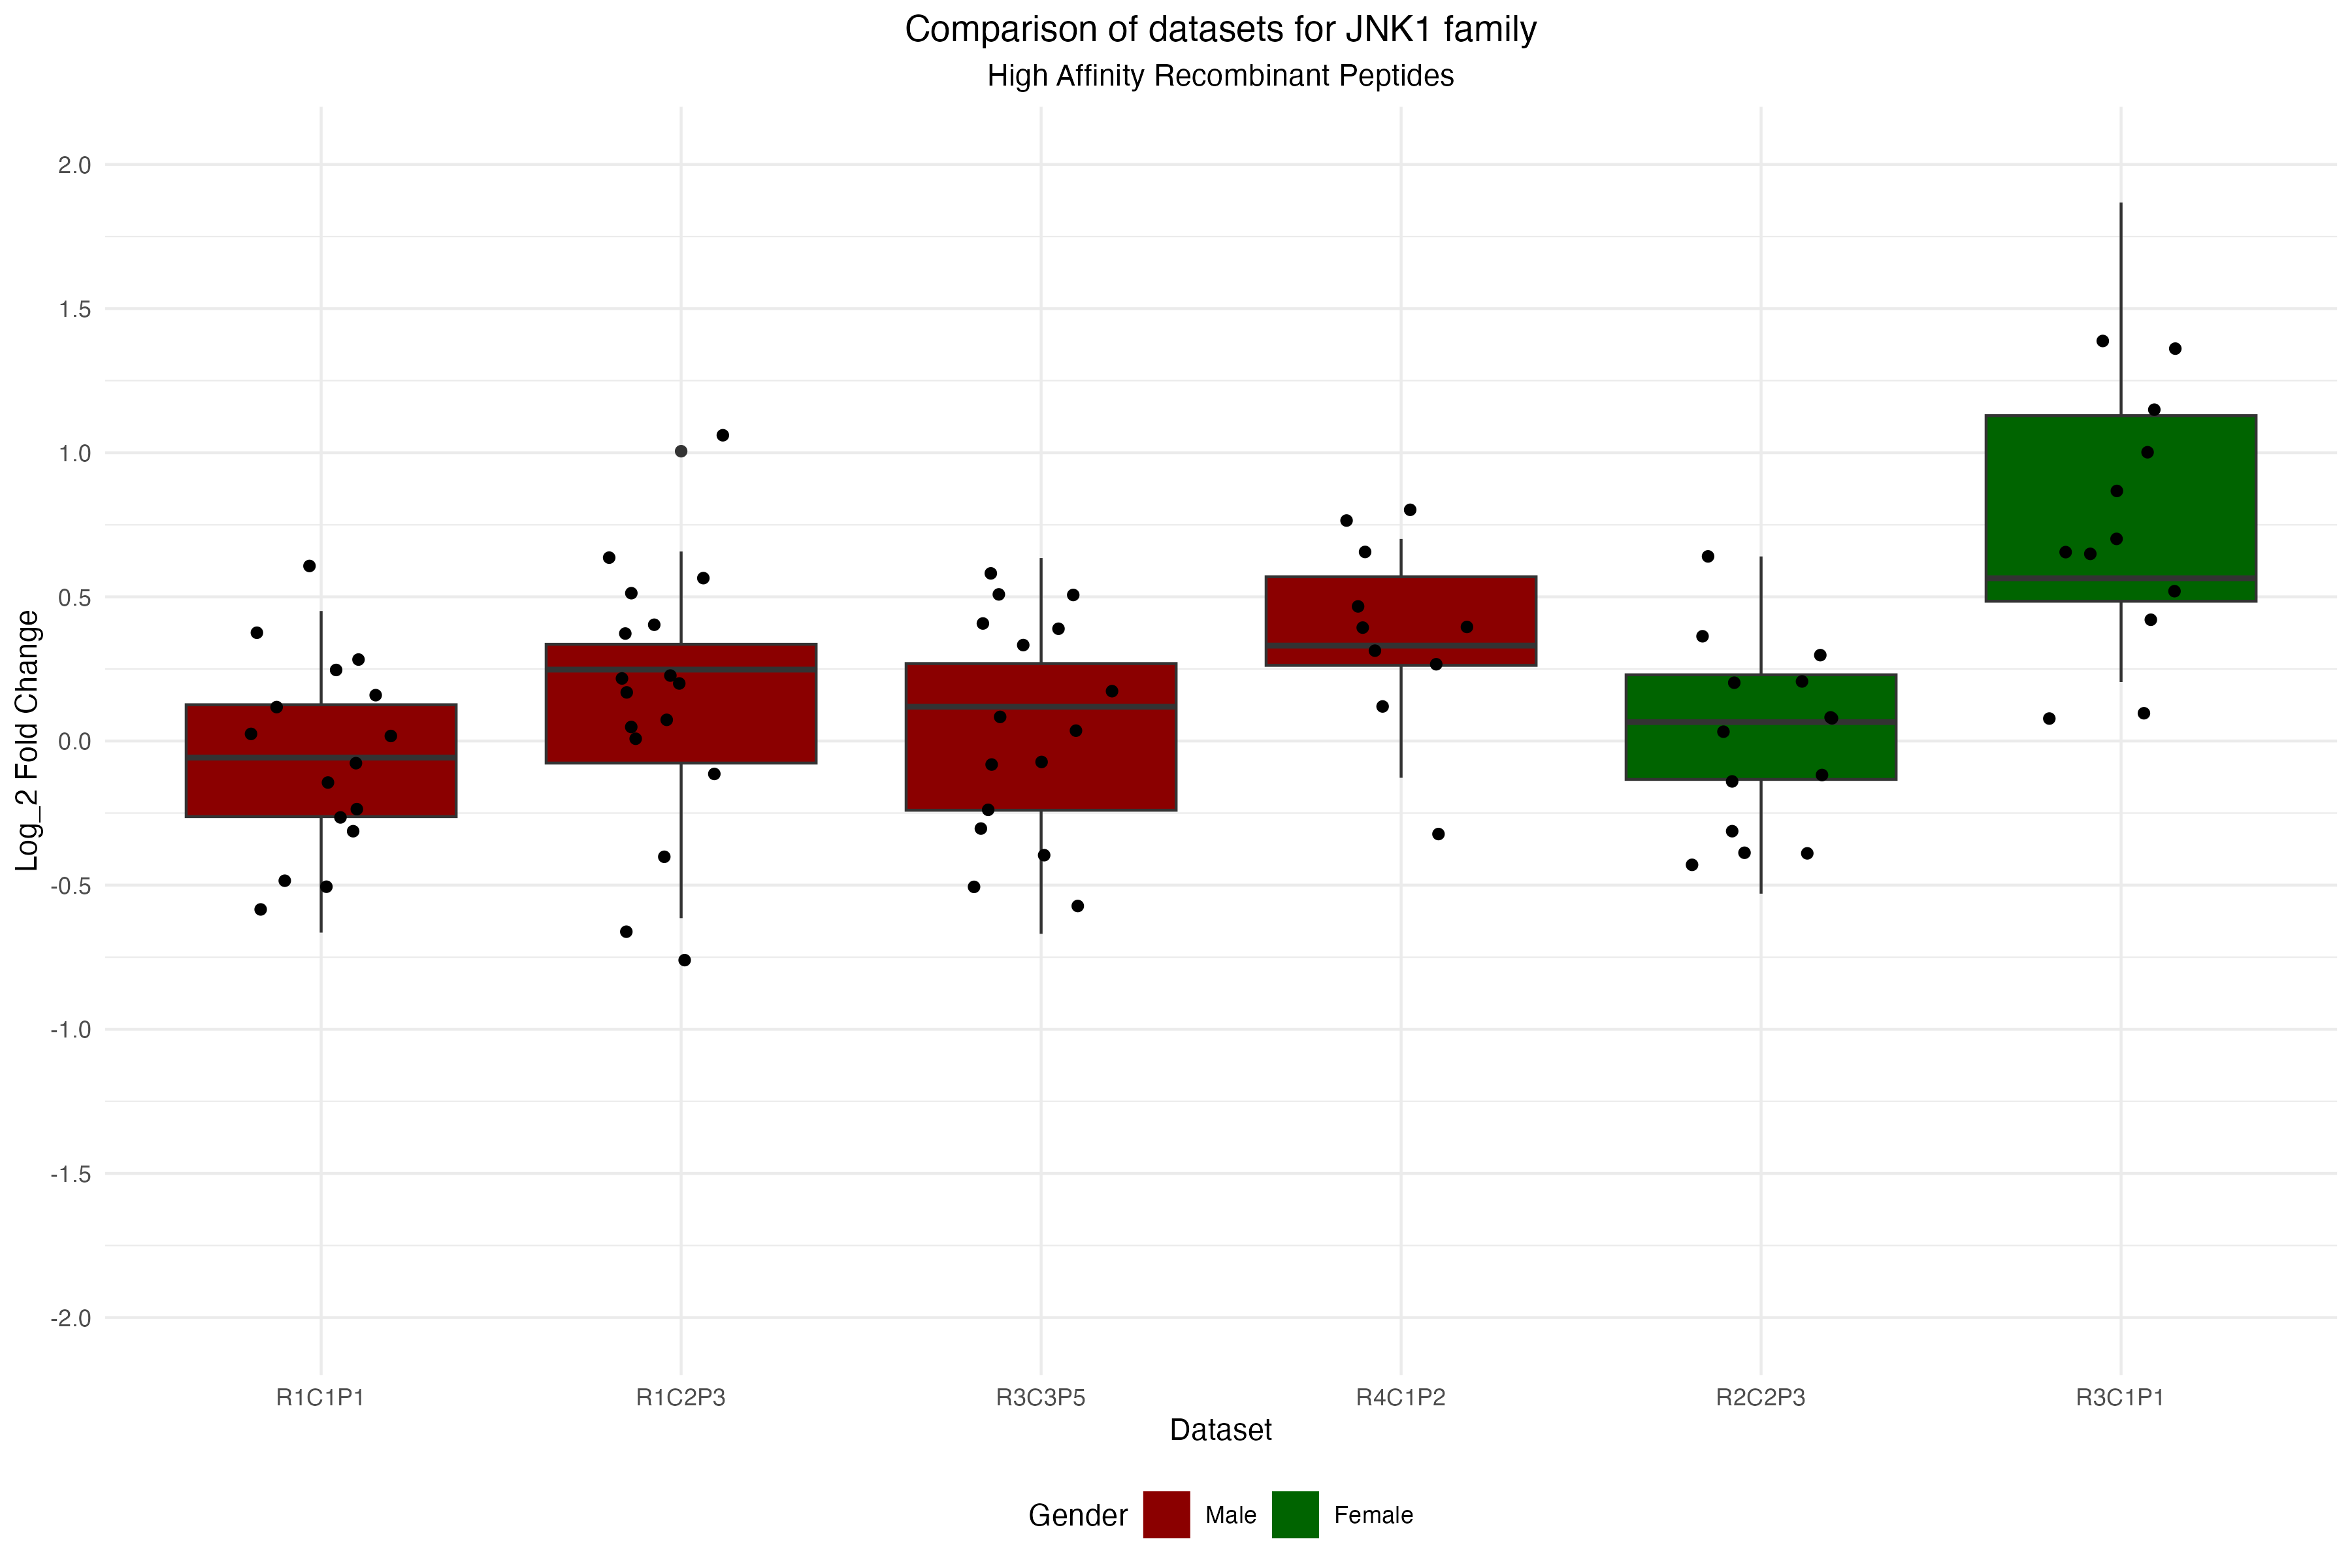 Comparison of datasets for JNK1 family
High Affinity Recombinant Peptides
Log_2 Fold Change
2.0
1.5
1.0
0.5
0.0
-0.5
-1.0
-1.5
-2.0
R1C1P1 R1C2P3 R3C3P5 R4C1P2 R2C2P3 R3C1P1
Dataset
Gender Male Female